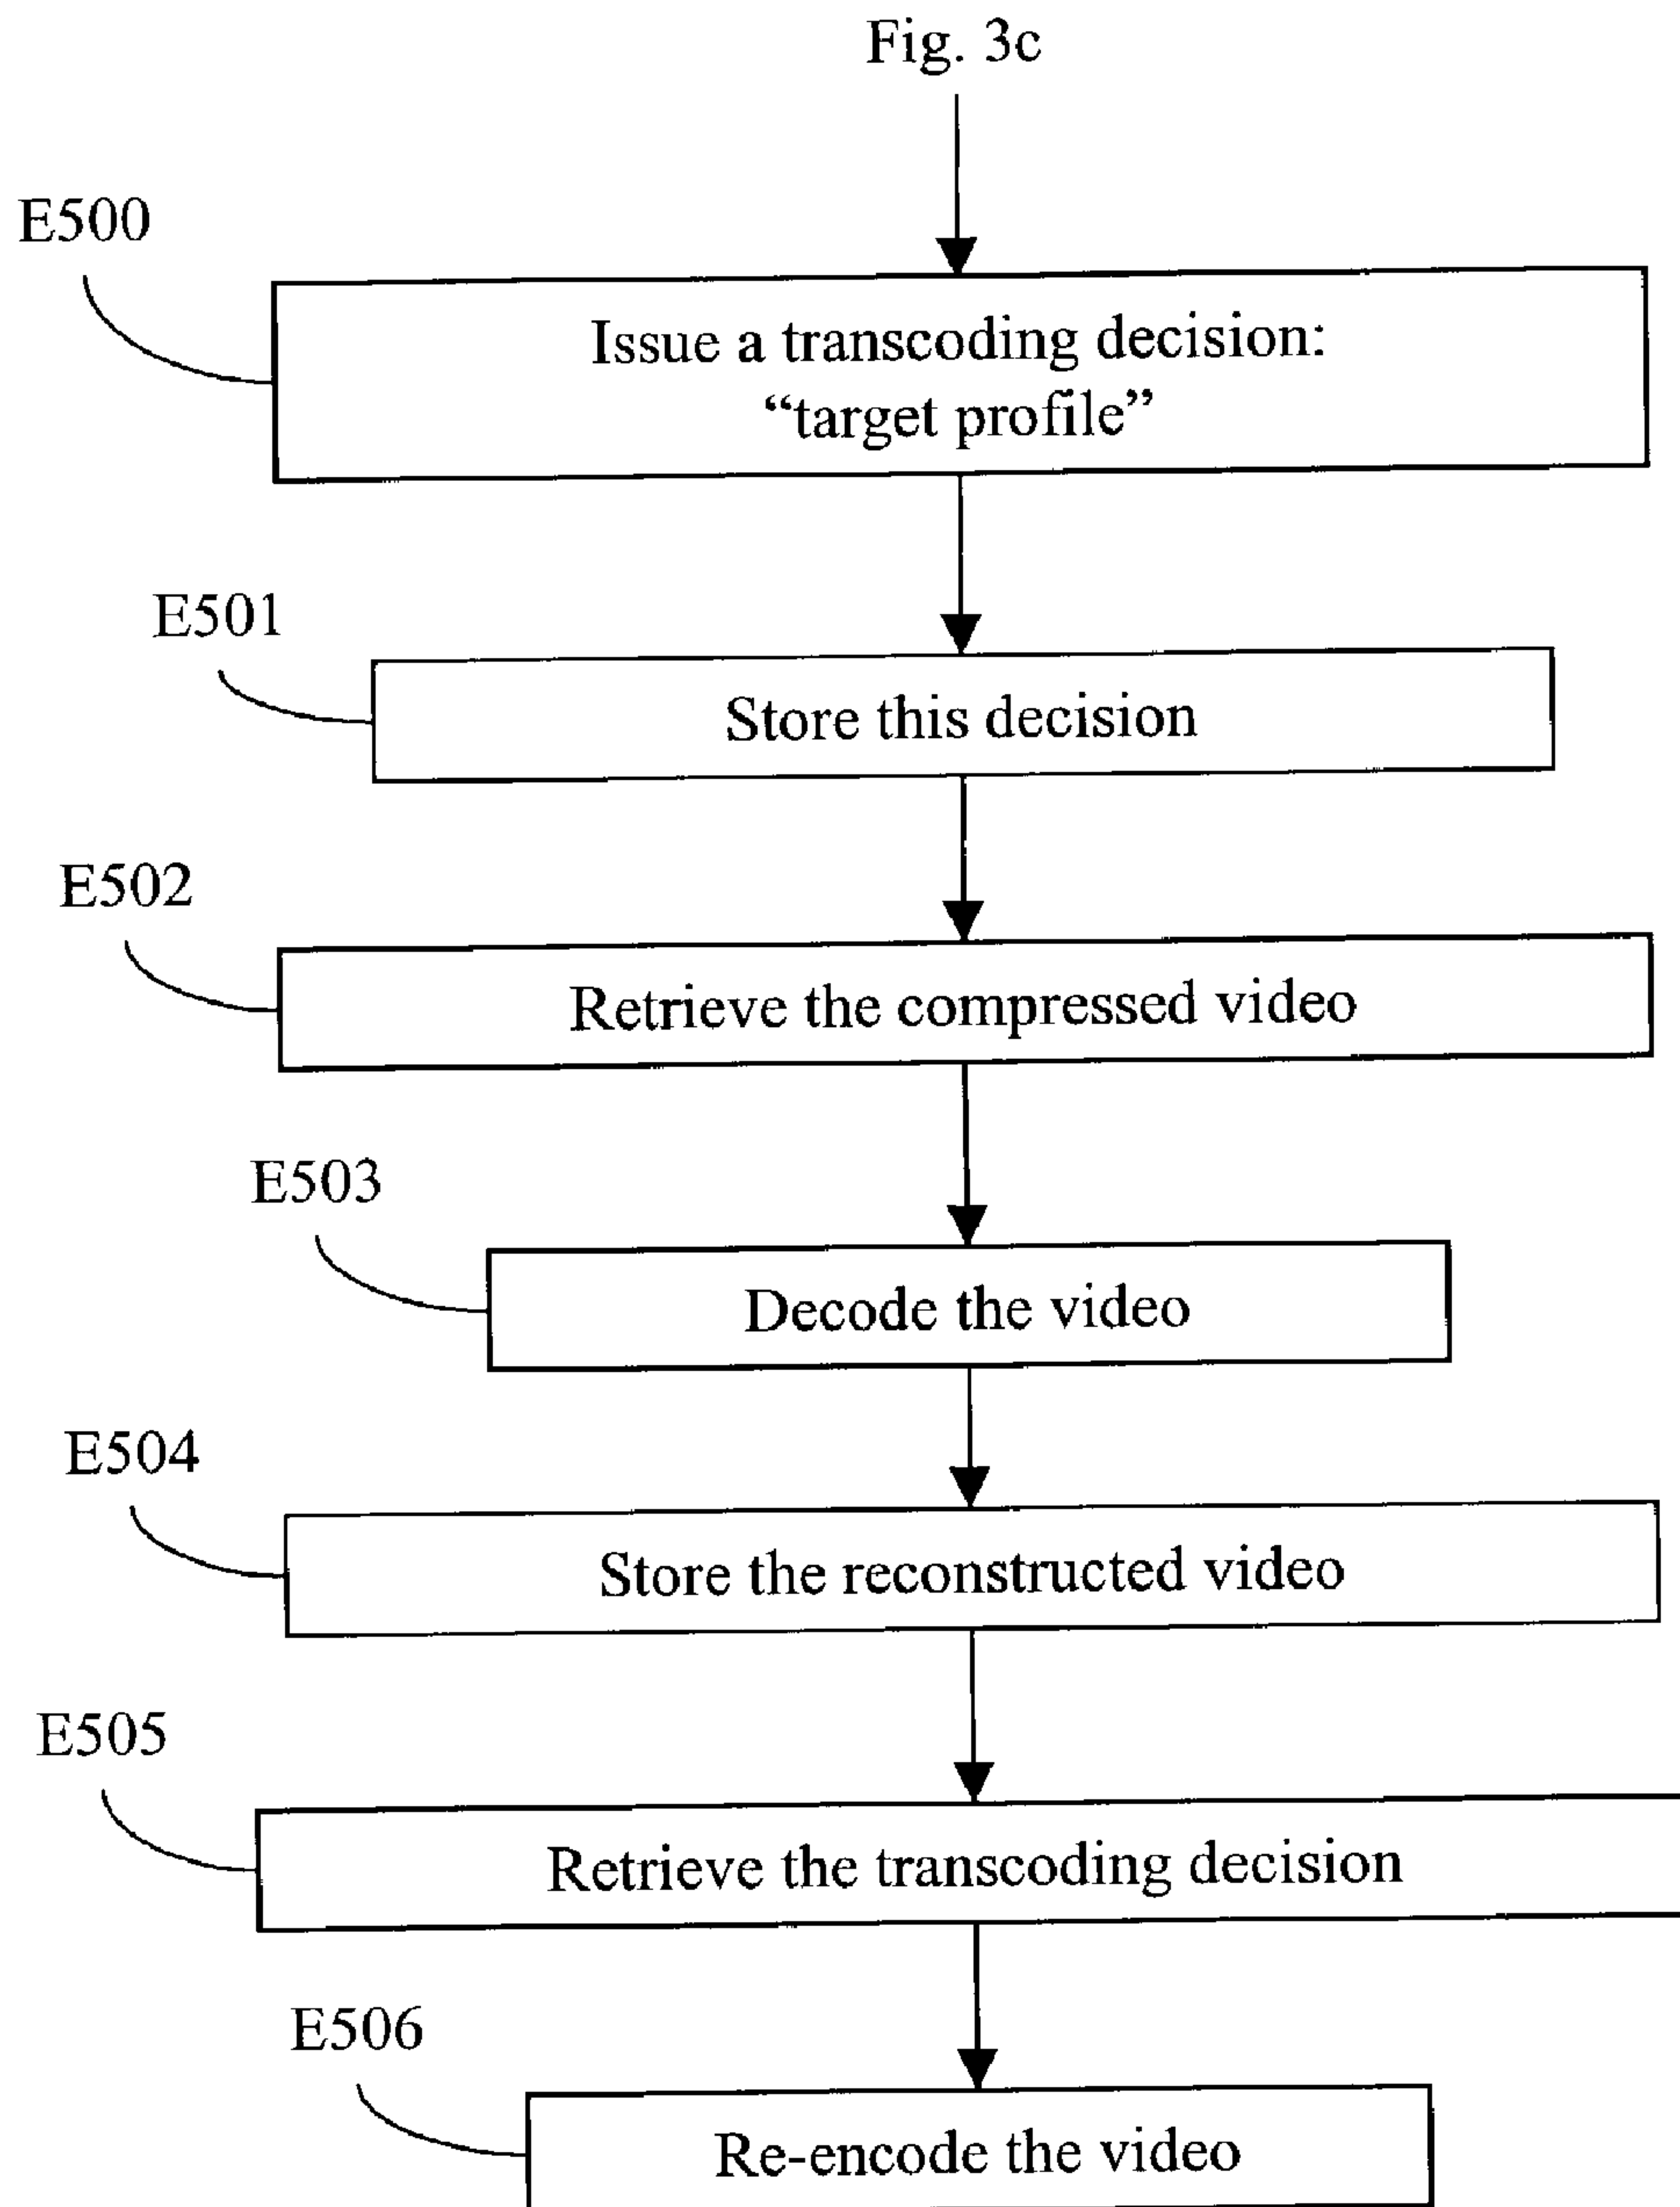 Fig. 3c
E500
Issue a transcoding decision:
“target profile”
E501
Store this decision
E502
Retrieve the compressed video
E503
Decode the video
E504
Store the reconstructed video
E505
Retrieve the transcoding decision
E506
Re-encode the video